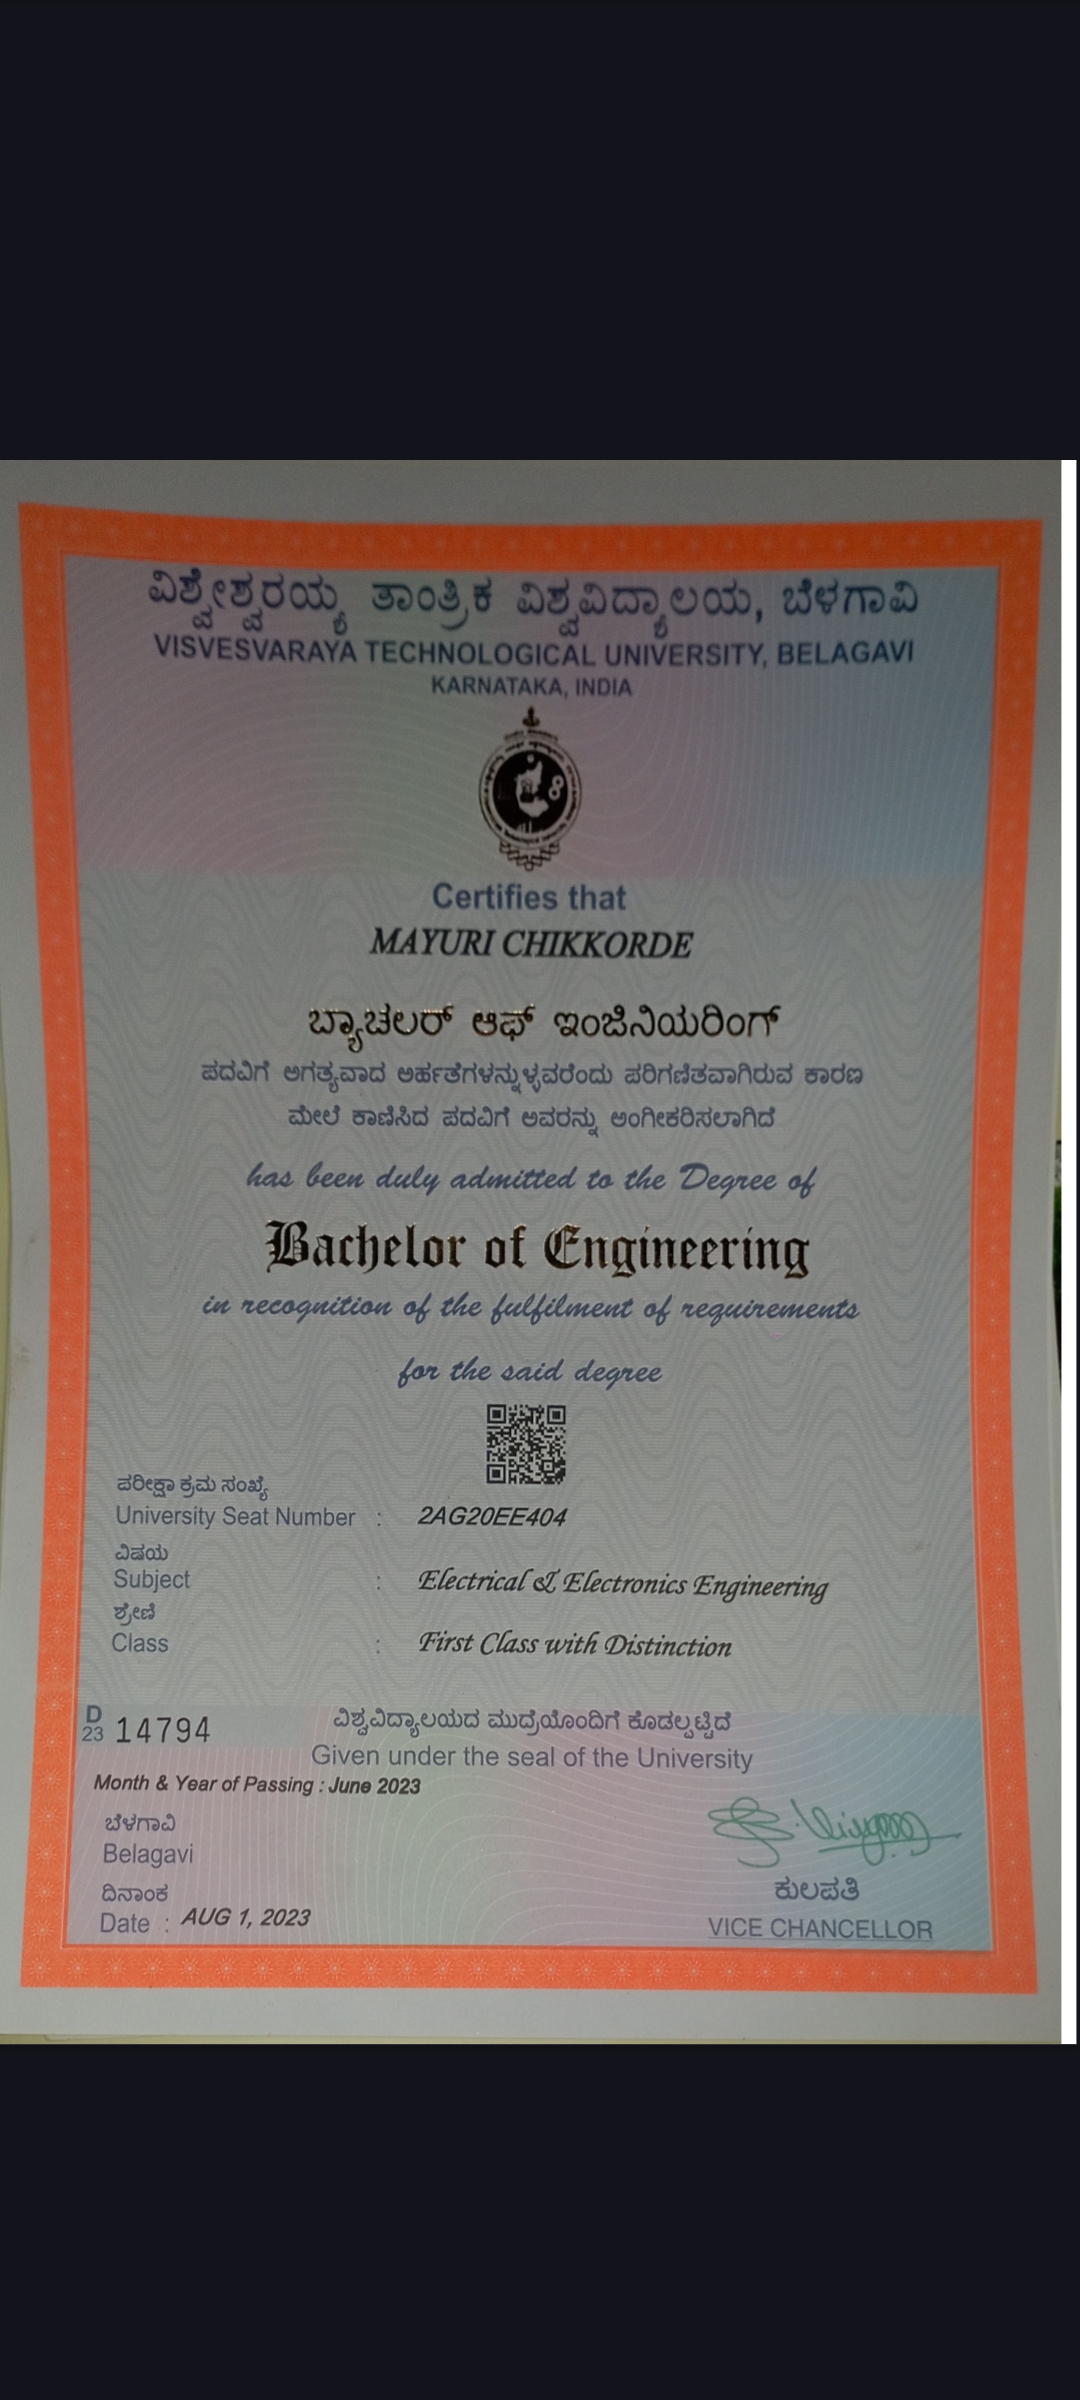 ವಿಶ್ವೇಶ್ವರಯ್ಯ ತಾಂತ್ರಿಕ ವಿಶ್ವವಿದ್ಯಾಲಯ, ಬೆಳಗಾವಿ
VISVESVARAYA TECHNOLOGICAL UNIVERSITY, BELAGAVI
KARNATAKA, INDIA
Certifies that
MAYURI CHIKKORDE
ಬ್ಯಾಚಲರ್ ಆಫ್ ಇಂಜಿನಿಯರಿಂಗ್
ಪದವಿಗೆ ಅಗತ್ಯವಾದ ಅರ್ಹತೆಗಳನ್ನುಳ್ಳವರೆಂದು ಪರಿಗಣಿತವಾಗಿರುವ ಕಾರಣ
ಮೇಲೆ ಕಾಣಿಸಿದ ಪದವಿಗೆ ಅವರನ್ನು ಅಂಗೀಕರಿಸಲಾಗಿದೆ
has been duly admitted to the Degree of
Bachelor of Engineering
in recognition of the fulfilment of requirements
for the said degree
ಪರೀಕ್ಷಾ ಕ್ರಮ ಸಂಖ್ಯೆ
University Seat Number : 2AG20EE404
ವಿಷಯ
Subject : Electrical & Electronics Engineering
ಶ್ರೇಣಿ
Class : First Class with Distinction
D 23 14794
ವಿಶ್ವವಿದ್ಯಾಲಯದ ಮುದ್ರೆಯೊಂದಿಗೆ ಕೊಡಲ್ಪಟ್ಟಿದೆ
Given under the seal of the University
Month & Year of Passing : June 2023
ಬೆಳಗಾವಿ
Belagavi
ದಿನಾಂಕ
Date : AUG 1, 2023
ಕುಲಪತಿ
VICE CHANCELLOR